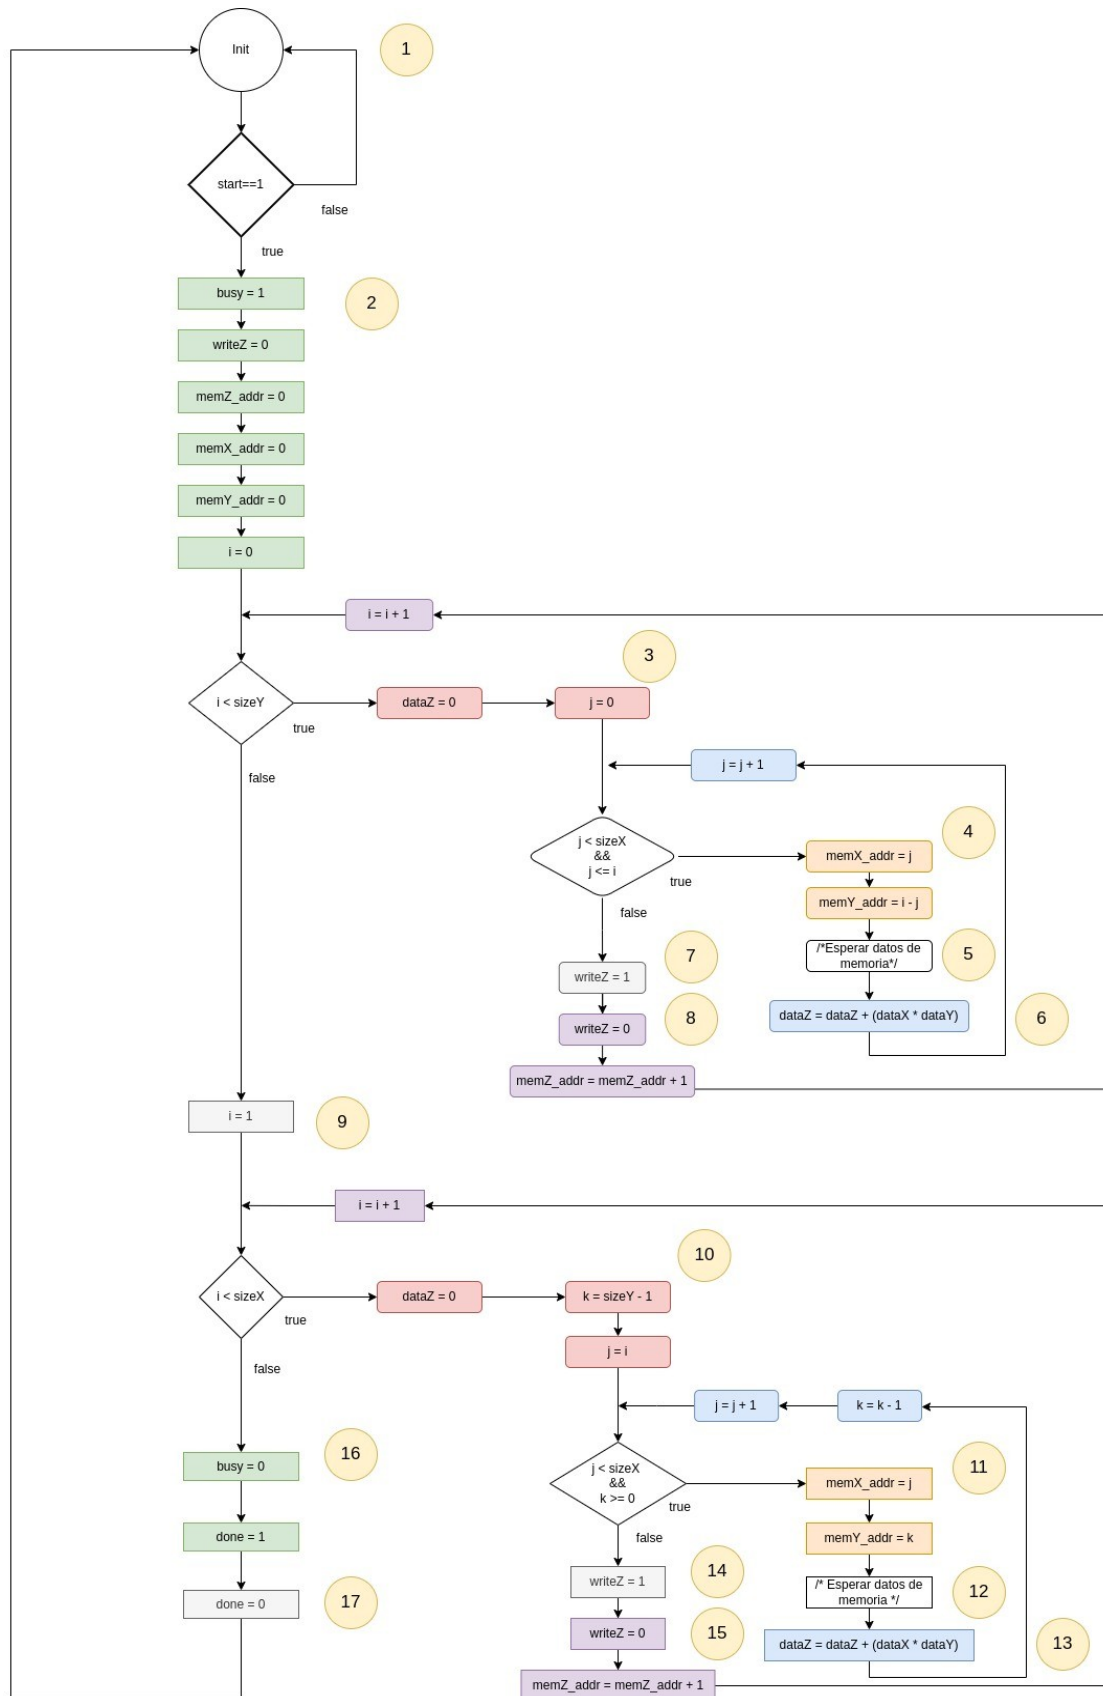 Init
1
start==1
false
true
busy = 1
2
writeZ = 0
memZ_addr = 0
memX_addr = 0
memY_addr = 0
i = 0
i = i + 1
3
i < sizeY
true
dataZ = 0
j = 0
false
j = j + 1
4
j < sizeX
&&
j <= i
true
memX_addr = j
false
memY_addr = i - j
7
/*Esperar datos de
memoria*/
5
writeZ = 1
8
writeZ = 0
dataZ = dataZ + (dataX * dataY)
6
memZ_addr = memZ_addr + 1
i = 1
9
i = i + 1
10
i < sizeX
true
dataZ = 0
k = sizeY - 1
false
j = i
j = j + 1
k = k - 1
16
busy = 0
j < sizeX
&&
k >= 0
true
memX_addr = j
11
done = 1
false
memY_addr = k
17
done = 0
writeZ = 1
14
/* Esperar datos de
memoria */
12
writeZ = 0
15
dataZ = dataZ + (dataX * dataY)
13
memZ_addr = memZ_addr + 1